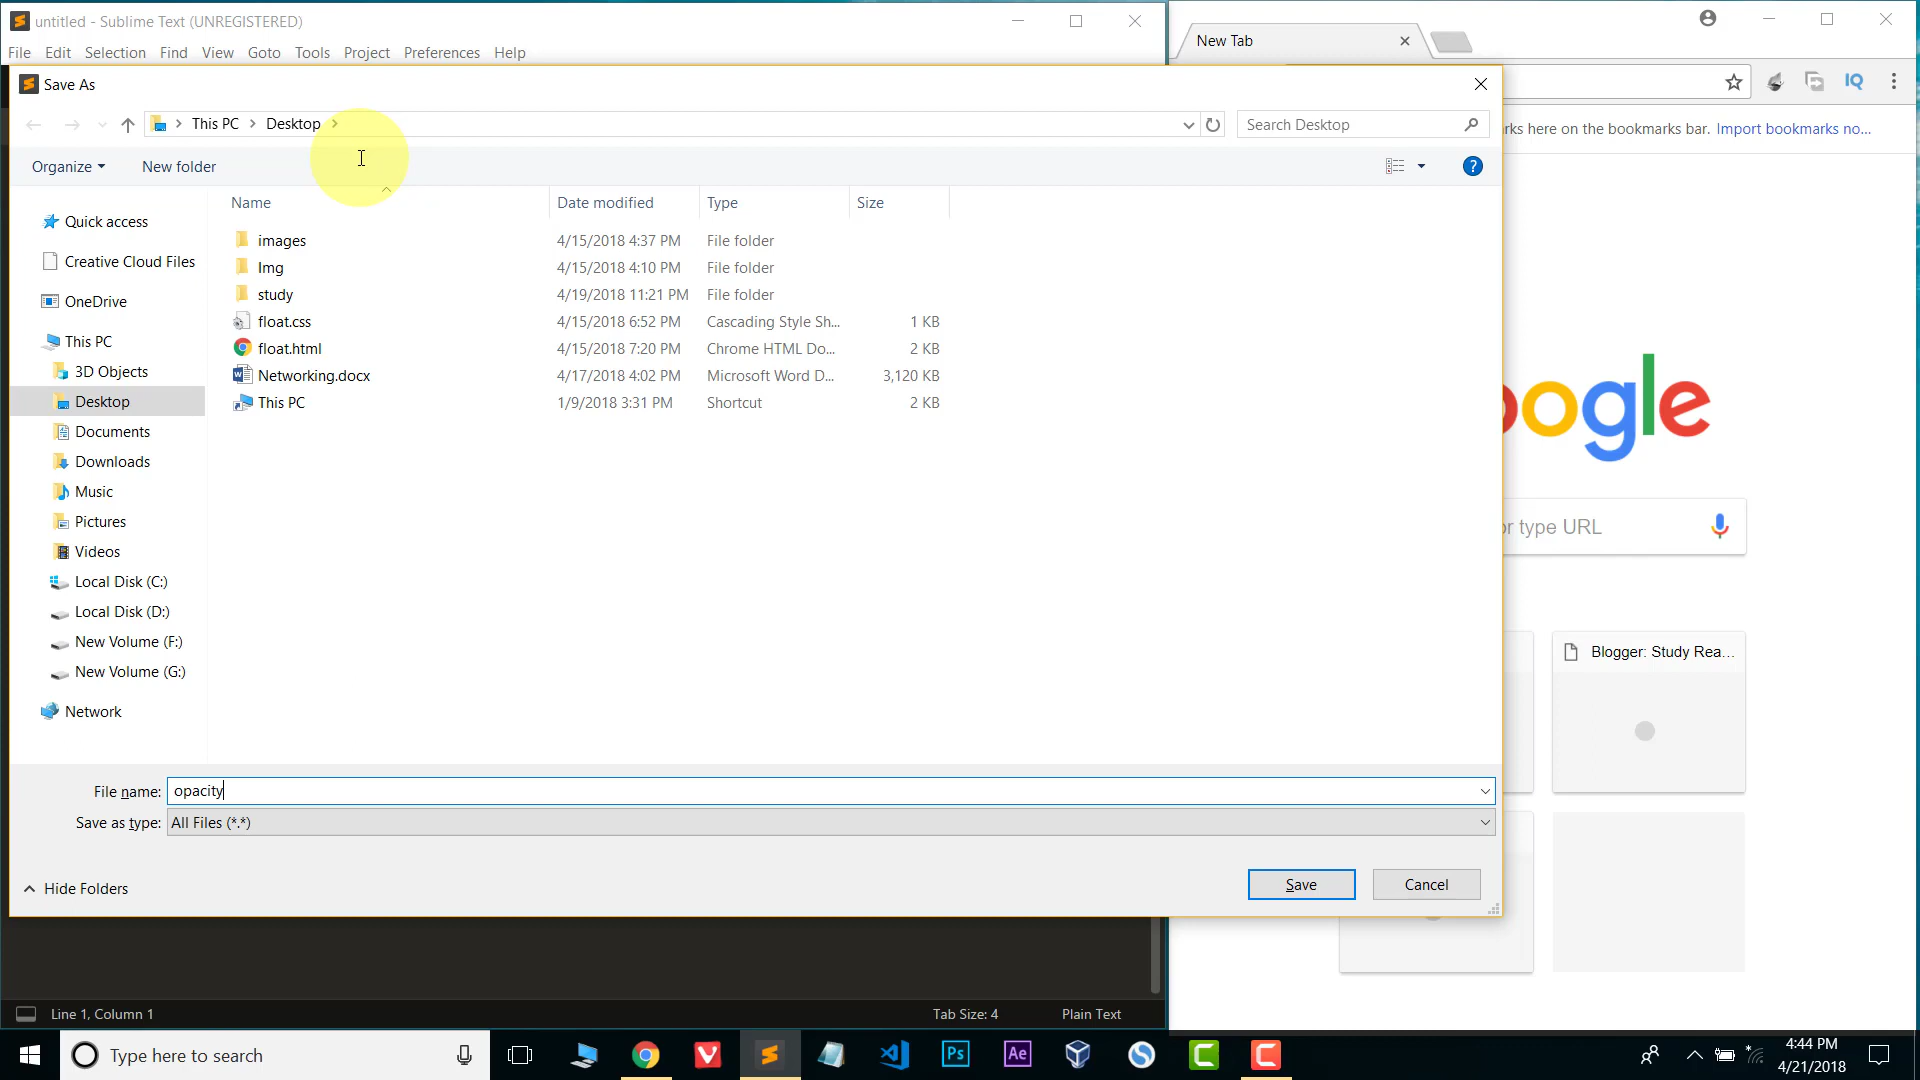 untitled - Sublime Text (UNREGISTERED)
File Edit Selection Find View Goto Tools Project Preferences Help
New Tab
Save As
This PC > Desktop >
Search Desktop
IQ
rks here on the bookmarks bar. Import bookmarks no...
Organize
New folder
Name Date modified Type Size
Quick access
Creative Cloud Files
OneDrive
This PC
3D Objects
Desktop
Documents
Downloads
Music
Pictures
Videos
Local Disk (C:)
Local Disk (D:)
New Volume (F:)
New Volume (G:)
Network
images 4/15/2018 4:37 PM File folder
Img 4/15/2018 4:10 PM File folder
study 4/19/2018 11:21 PM File folder
float.css 4/15/2018 6:52 PM Cascading Style Sh... 1 KB
float.html 4/15/2018 7:20 PM Chrome HTML Do... 2 KB
Networking.docx 4/17/2018 4:02 PM Microsoft Word D... 3,120 KB
This PC 1/9/2018 3:31 PM Shortcut 2 KB
oogle
or type URL
Blogger: Study Rea...
File name: opacity
Save as type: All Files (*.*)
Hide Folders
Save
Cancel
Line 1, Column 1
Tab Size: 4
Plain Text
Type here to search
Ps
Ae
4:44 PM
4/21/2018